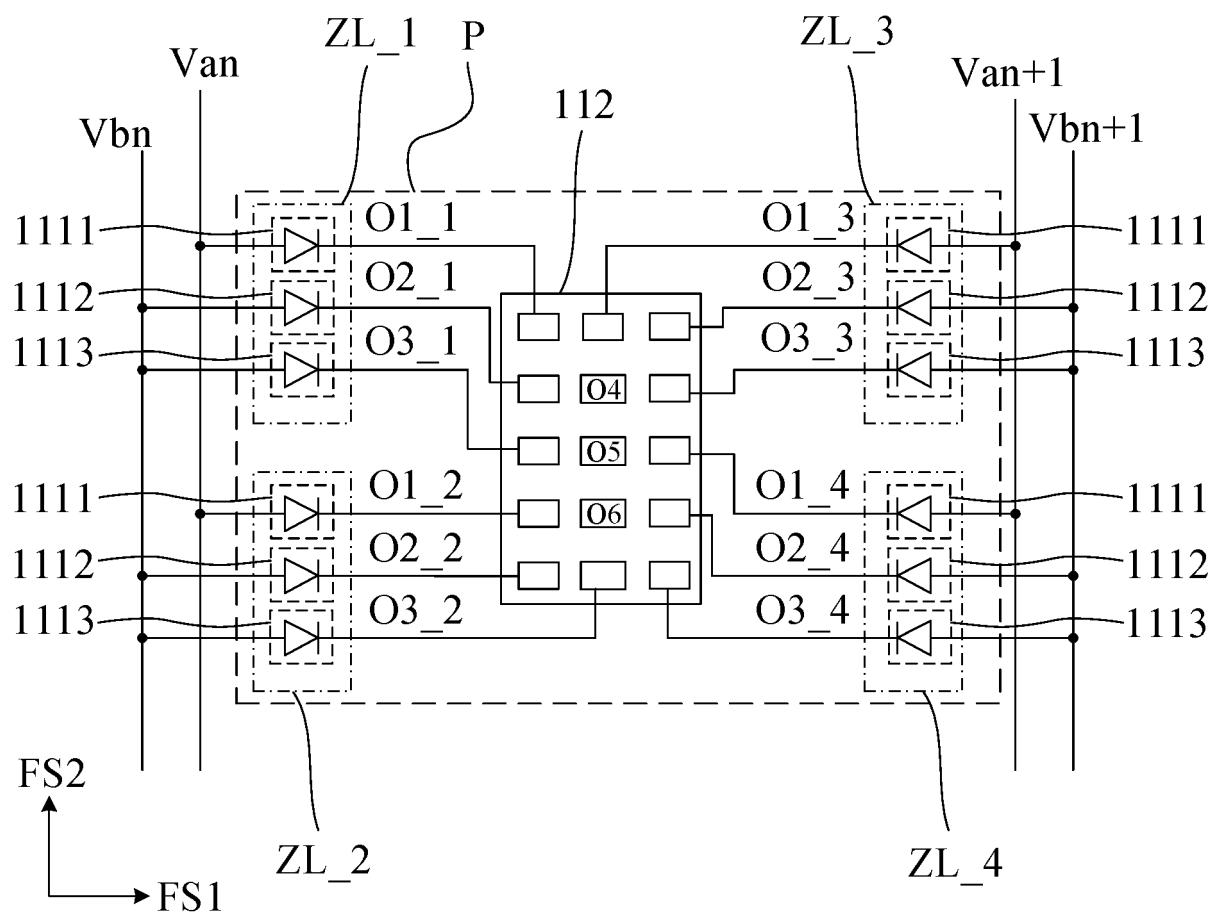 ZL_1
P
ZL_3
Van
112
Van+1
Vbn
Vbn+1
1111
O1_1
O1_3
1111
1112
O2_1
O2_3
1112
1113
O3_1
O3_3
1113
O4
O5
1111
O1_2
O1_4
1111
O6
1112
O2_2
O2_4
1112
1113
O3_2
O3_4
1113
FS2
ZL_2
ZL_4
FS1